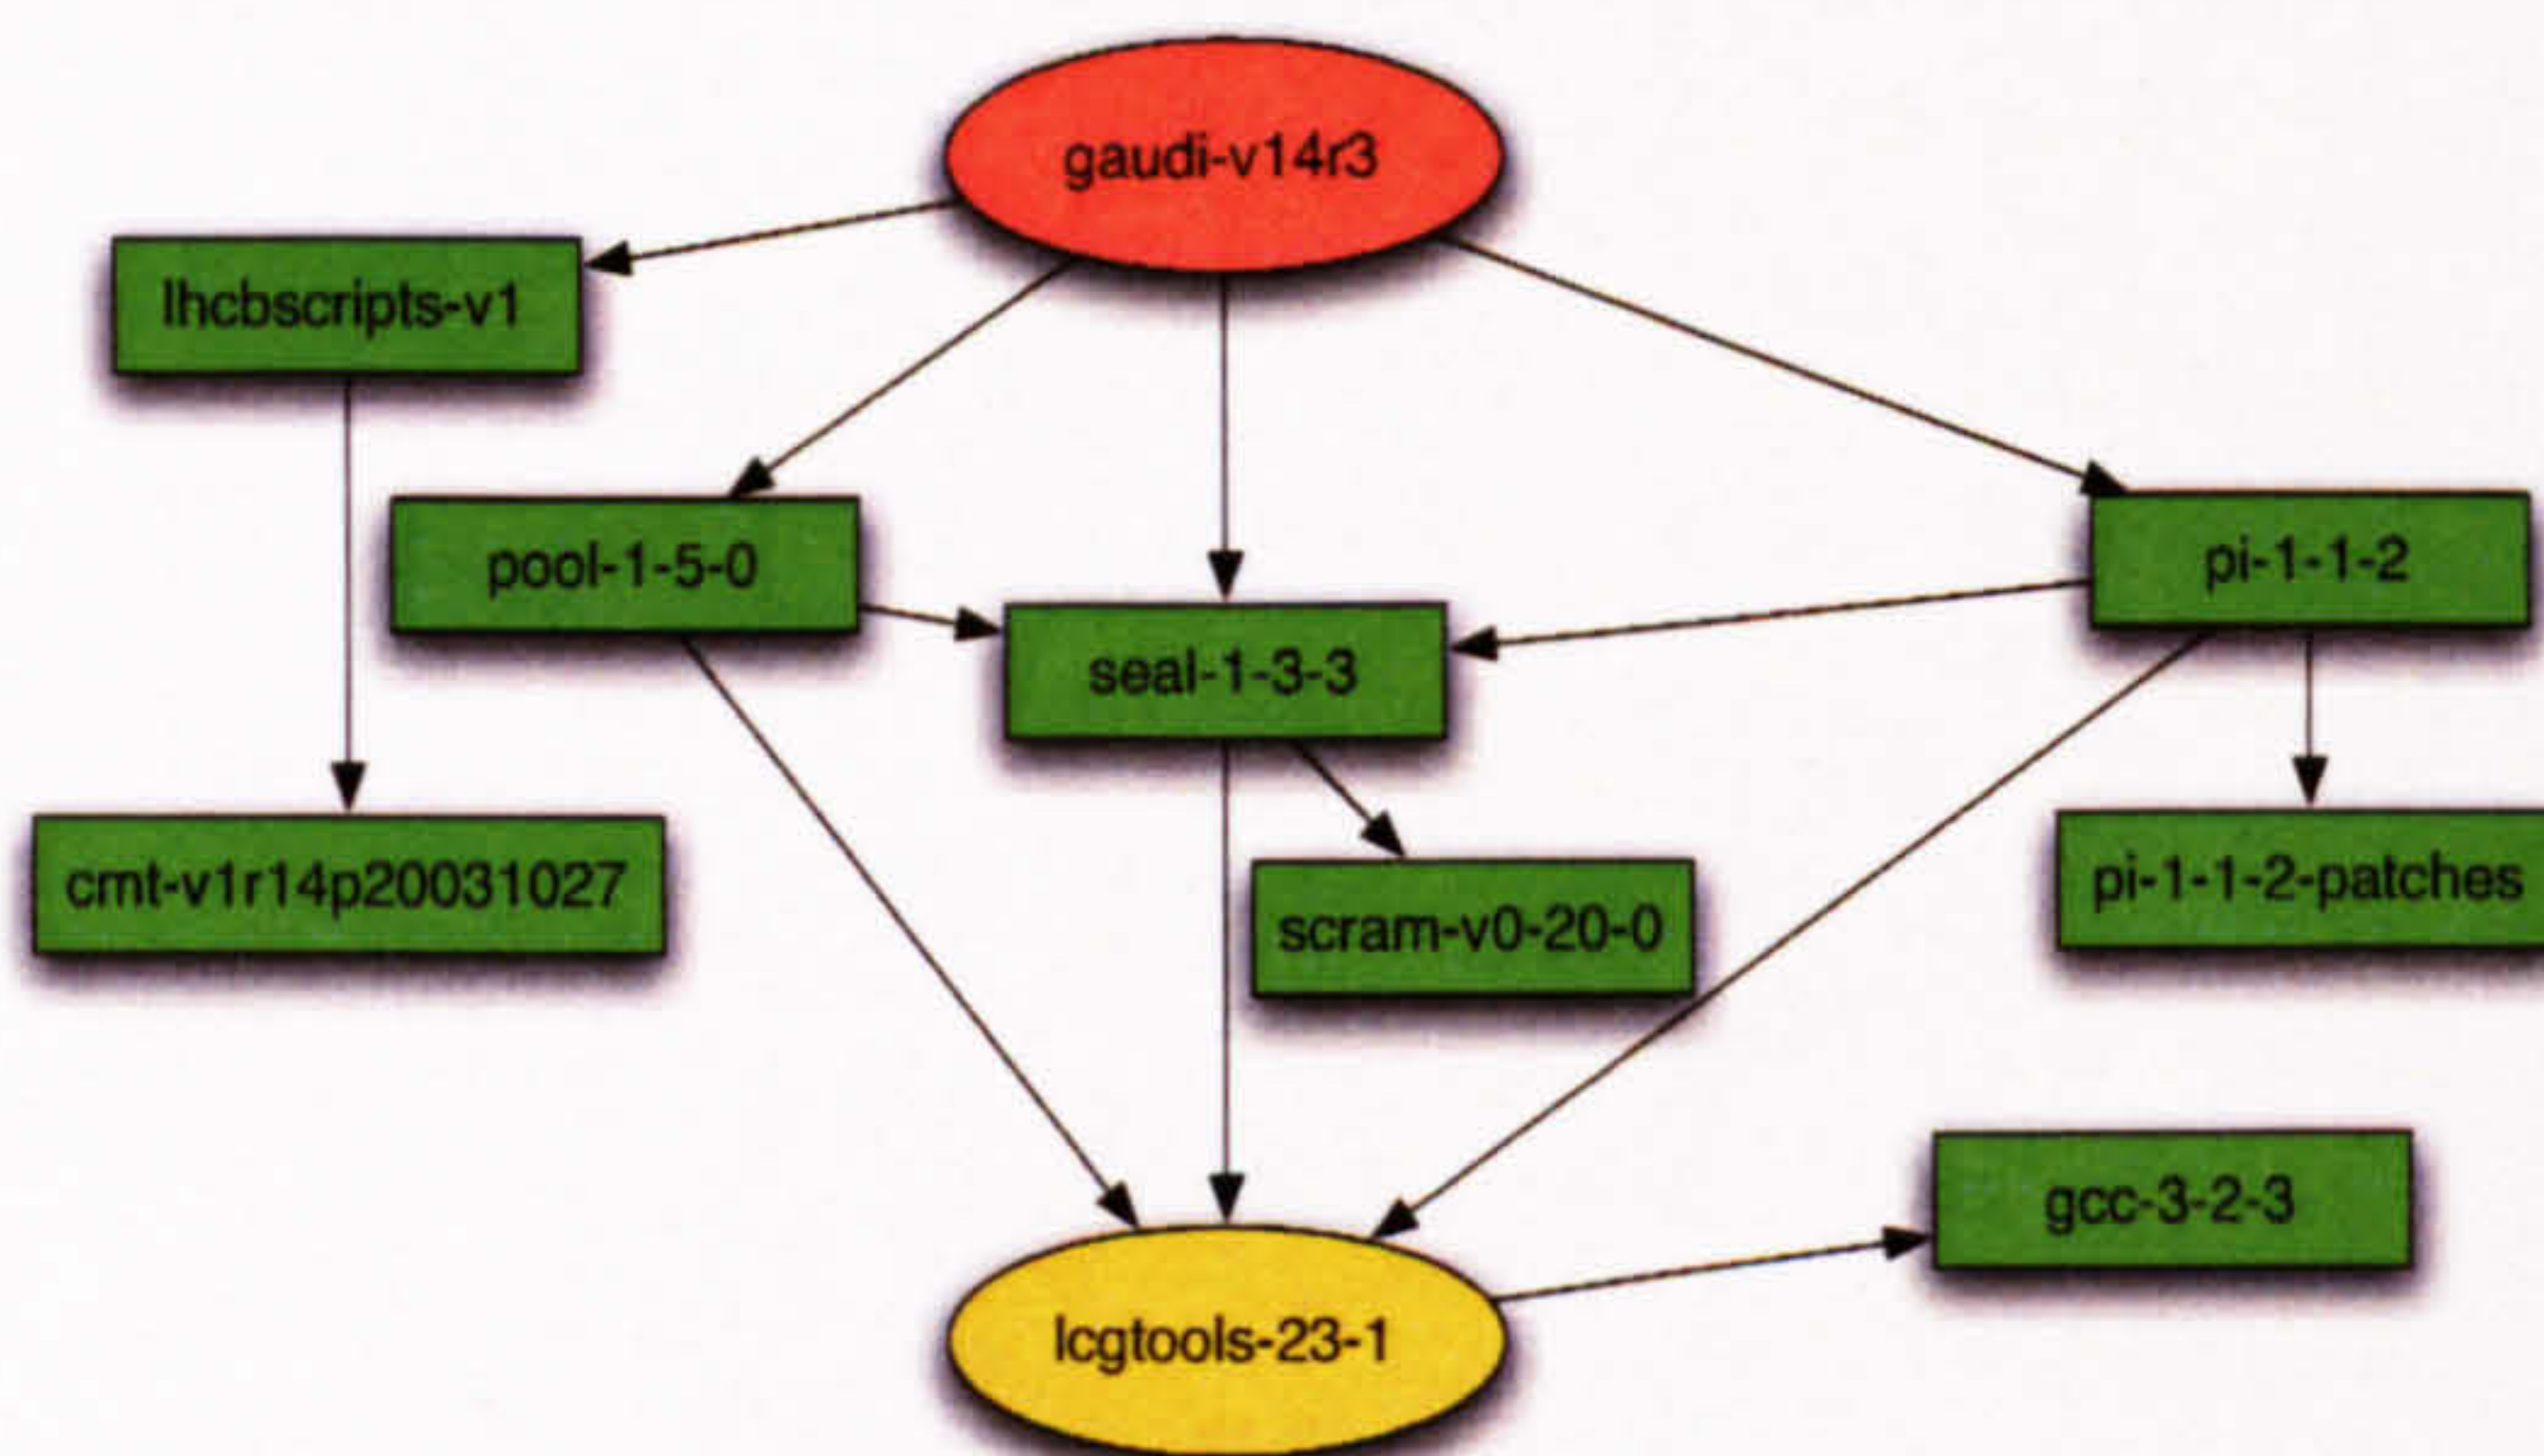 gaudi-v14r3
lhcbscripts-v1
pool-1-5-0
pi-1-1-2
seal-1-3-3
cmt-v1r14p20031027
scram-v0-20-0
pi-1-1-2-patches
gcc-3-2-3
lcgtools-23-1